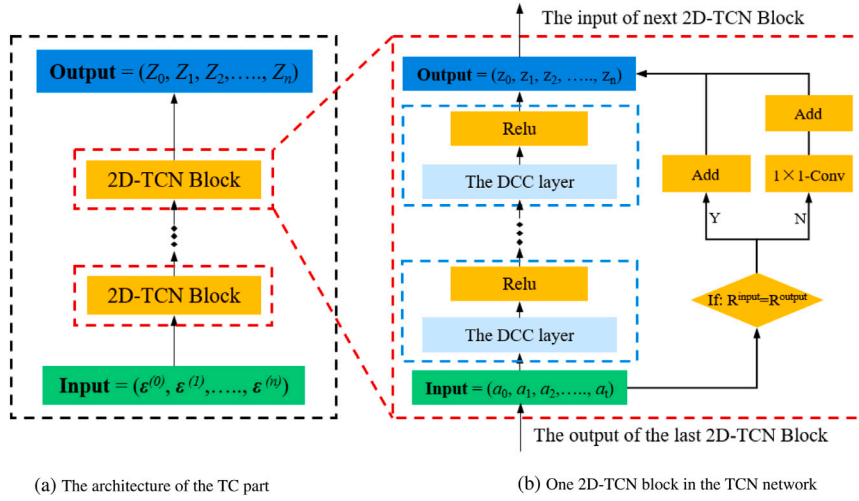 The input of next 2D-TCN Block
Output = (Z0, Z1, Z2,....., Zn)
2D-TCN Block
2D-TCN Block
Input = (ε(0), ε(1),....., ε(n))
Output = (z0, z1, z2, ....., zn)
Relu
The DCC layer
Relu
The DCC layer
Input = (a0, a1, a2,....., at)
Add
Add
1×1-Conv
Y
N
If: Rinput=Routput
The output of the last 2D-TCN Block
(a) The architecture of the TC part
(b) One 2D-TCN block in the TCN network